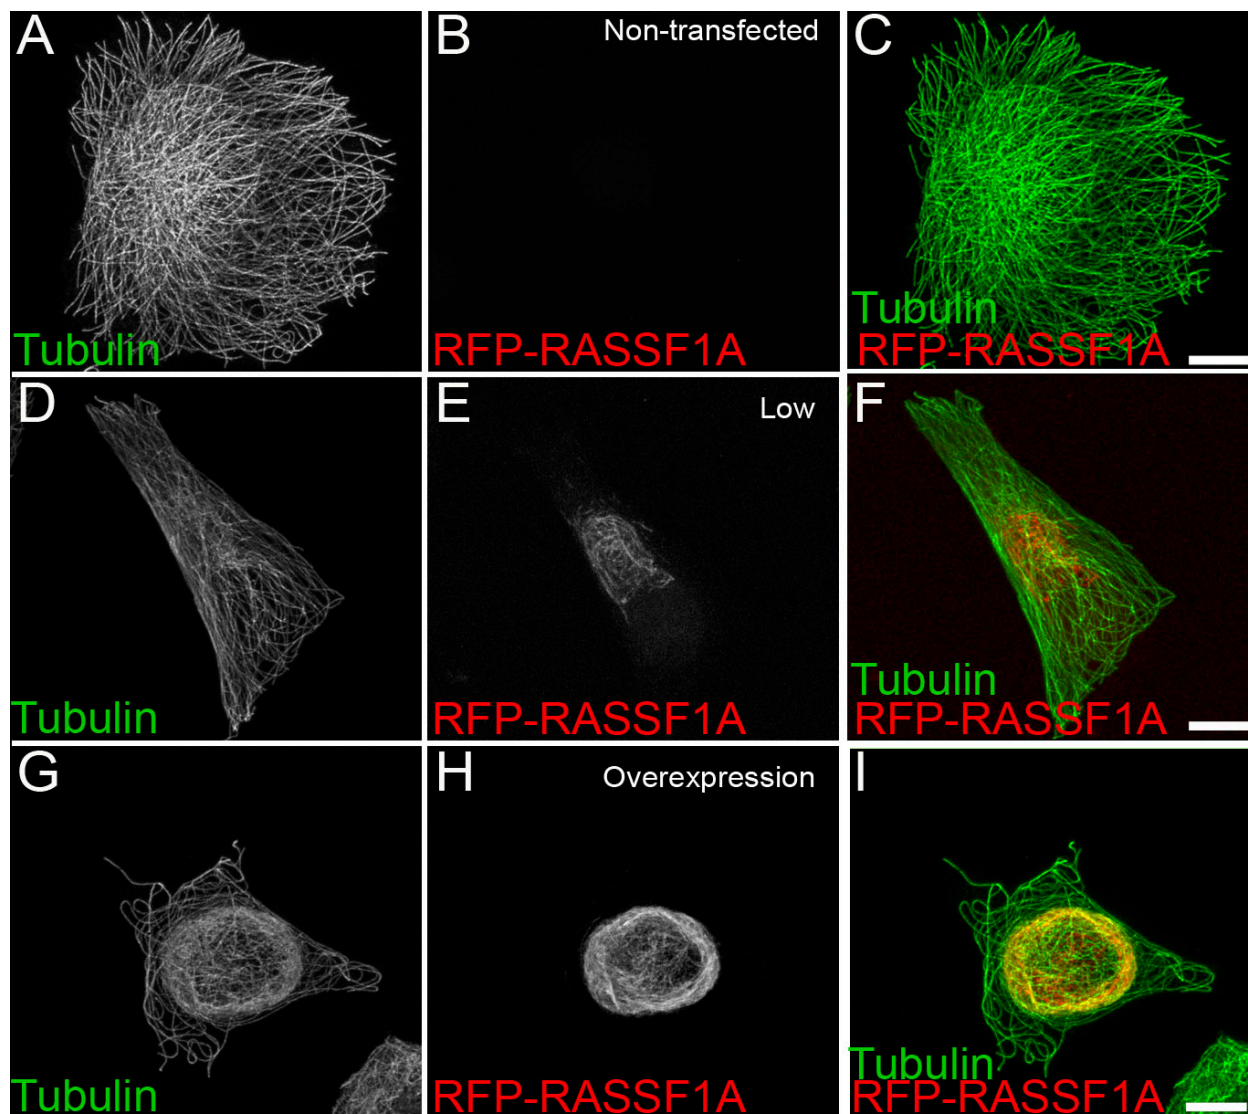 A
Tubulin
B
Non-transfected
RFP-RASSF1A
C
Tubulin
RFP-RASSF1A
D
Tubulin
E
Low
RFP-RASSF1A
F
Tubulin
RFP-RASSF1A
G
Tubulin
H
Overexpression
RFP-RASSF1A
I
Tubulin
RFP-RASSF1A